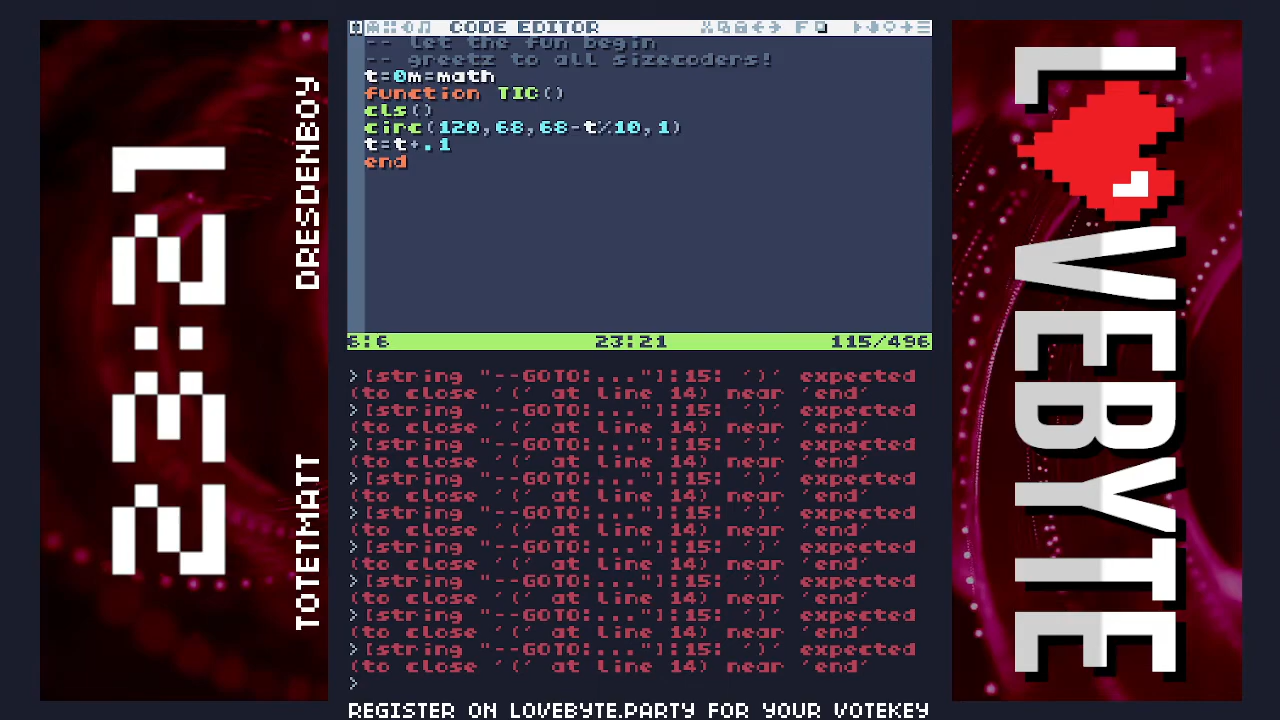 23:21
DRESDENBOY
TOTETMATT
CODE EDITOR
-- let the fun begin
-- greetz to all sizecoders!
t=0m=math
function TIC()
cls()
circ(120,68,68-t%10,1)
t=t+.1
end
8:6 23:21 115/496
>[string "--GOTO:..."]:15: ')' expected
(to close '(' at line 14) near 'end'
>[string "--GOTO:..."]:15: ')' expected
(to close '(' at line 14) near 'end'
>[string "--GOTO:..."]:15: ')' expected
(to close '(' at line 14) near 'end'
>[string "--GOTO:..."]:15: ')' expected
(to close '(' at line 14) near 'end'
>[string "--GOTO:..."]:15: ')' expected
(to close '(' at line 14) near 'end'
>[string "--GOTO:..."]:15: ')' expected
(to close '(' at line 14) near 'end'
>[string "--GOTO:..."]:15: ')' expected
(to close '(' at line 14) near 'end'
>[string "--GOTO:..."]:15: ')' expected
(to close '(' at line 14) near 'end'
>[string "--GOTO:..."]:15: ')' expected
(to close '(' at line 14) near 'end'
>
REGISTER ON LOVEBYTE.PARTY FOR YOUR VOTEKEY
L VEBYTE